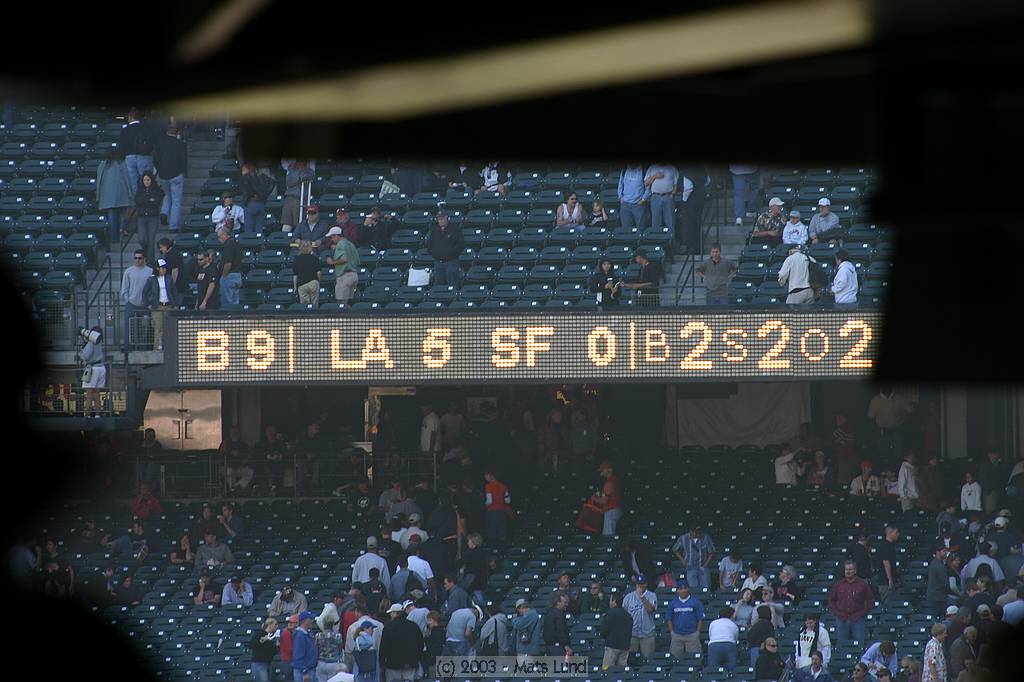 B 9 | LA 5 SF 0 | B 2 S 2 O 2
(c) 2003 - Mats Lund